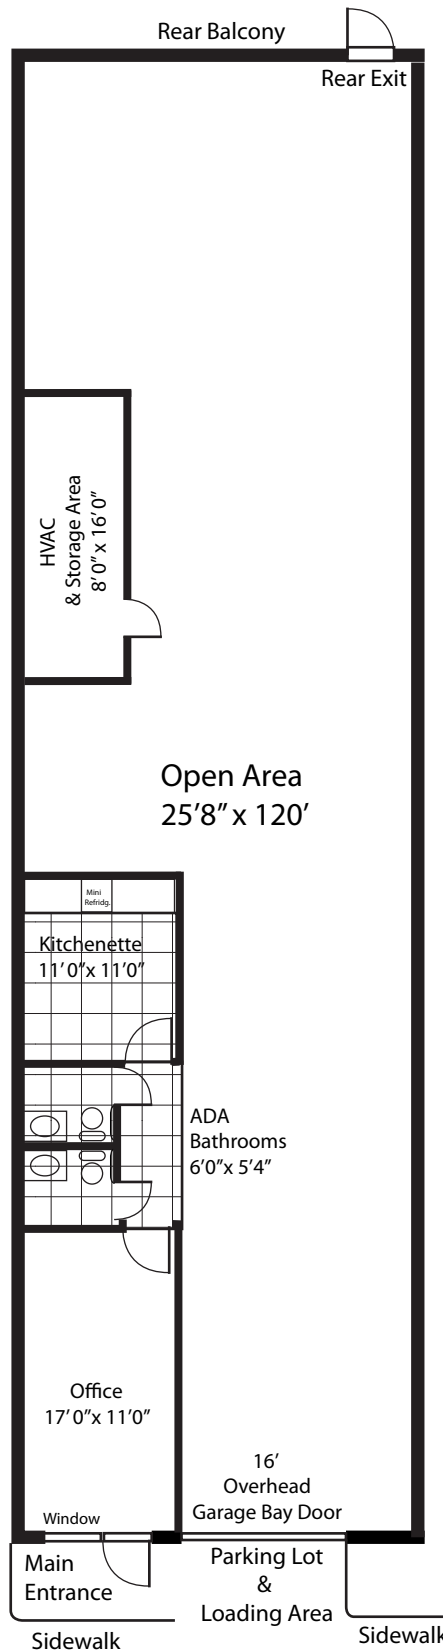 Rear Balcony
Rear Exit
HVAC
& Storage Area
8' 0" x 16' 0"
Open Area
25'8" x 120'
Mini
Refridg.
Kitchenette
11' 0"x 11'0"
ADA
Bathrooms
6'0"x 5'4"
Office
17' 0"x 11'0"
16'
Overhead
Garage Bay Door
Window
Main
Entrance
Parking Lot
&
Loading Area
Sidewalk
Sidewalk